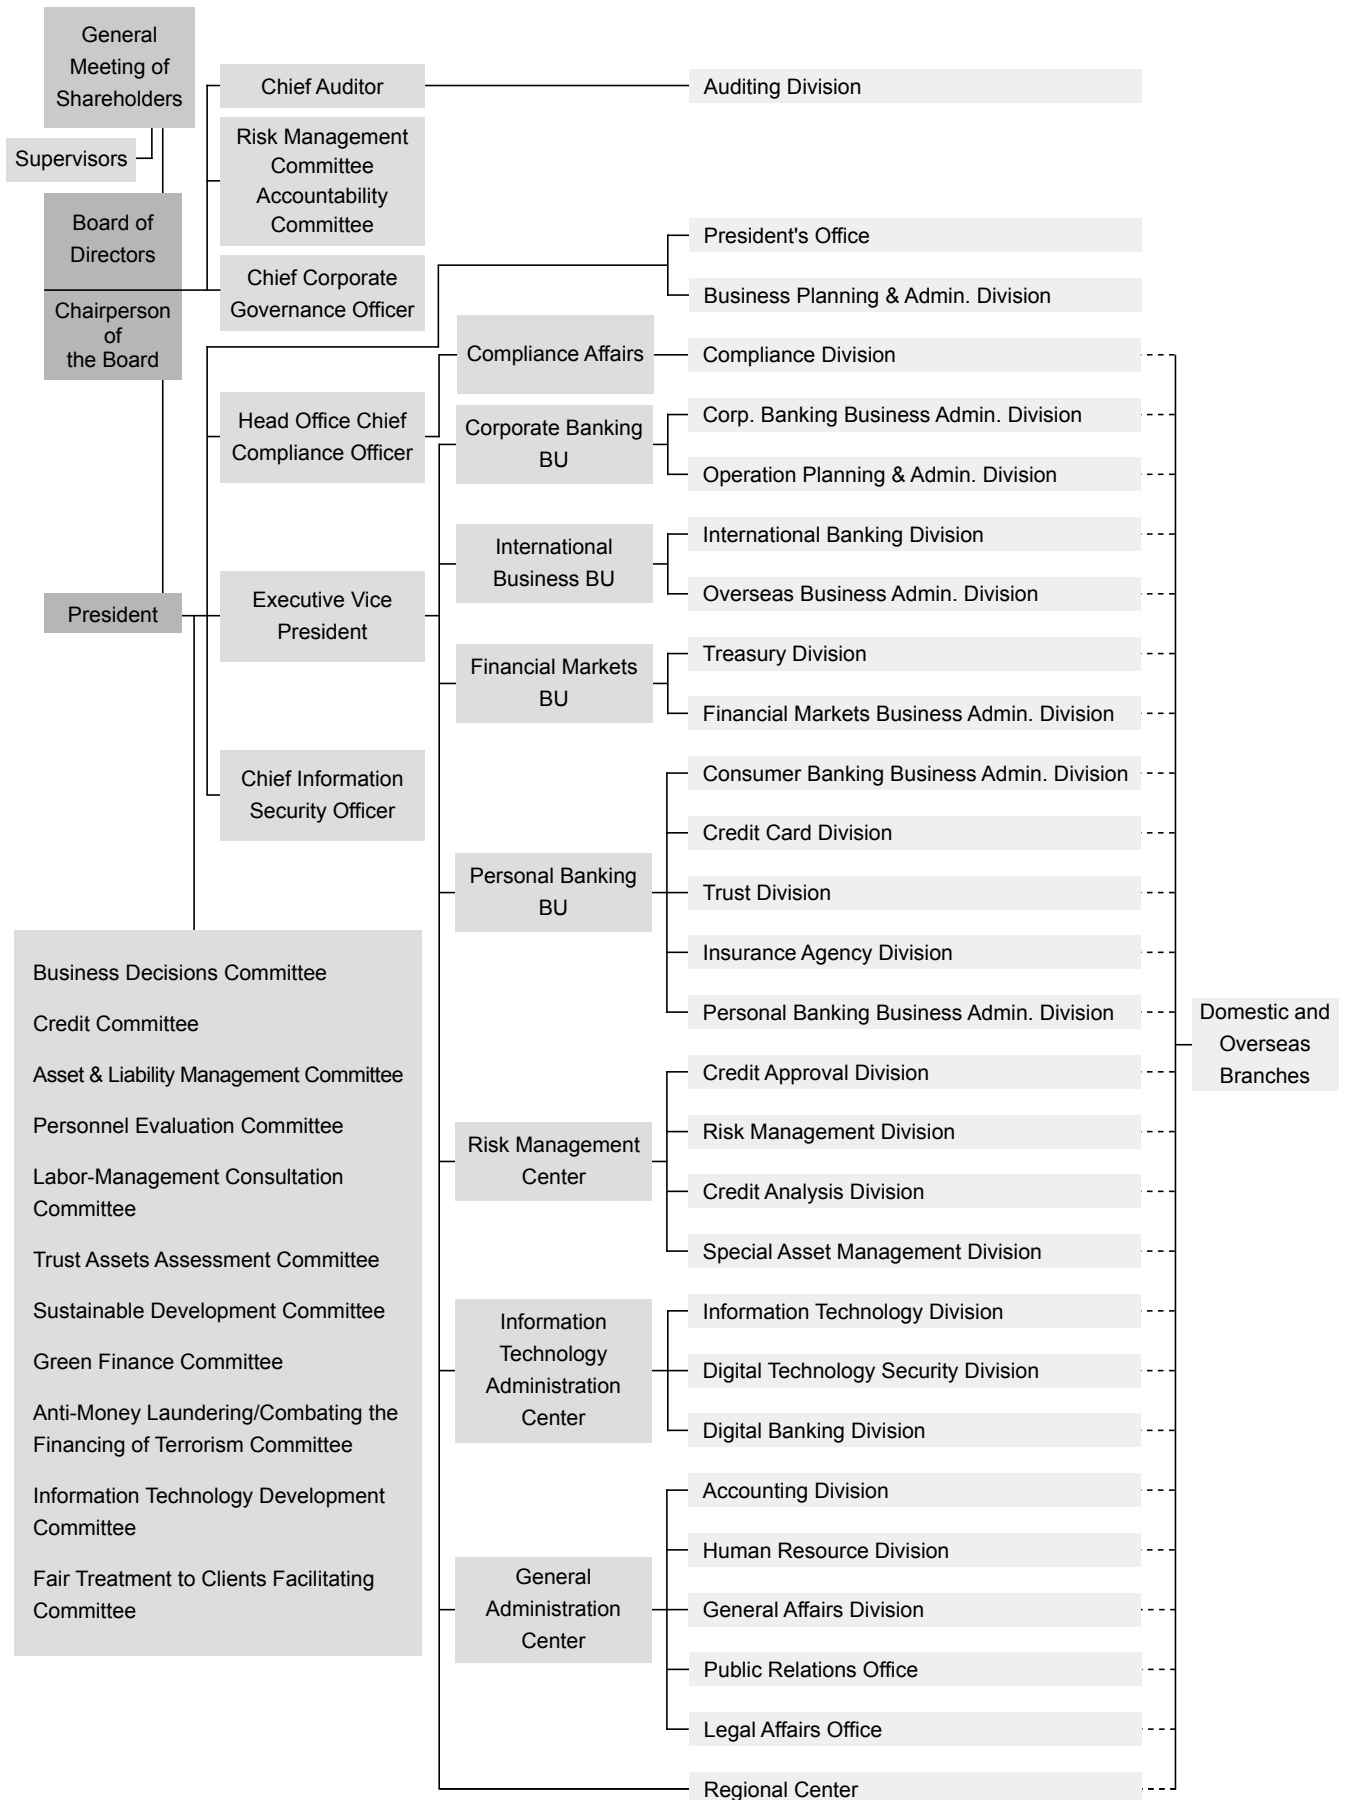 General
Meeting of
Shareholders
Supervisors
Board of
Directors
Chairperson
of
the Board
President
Chief Auditor
Risk Management
Committee
Accountability
Committee
Chief Corporate
Governance Officer
Head Office Chief
Compliance Officer
Executive Vice
President
Chief Information
Security Officer
Business Decisions Committee
Credit Committee
Asset & Liability Management Committee
Personnel Evaluation Committee
Labor-Management Consultation
Committee
Trust Assets Assessment Committee
Sustainable Development Committee
Green Finance Committee
Anti-Money Laundering/Combating the
Financing of Terrorism Committee
Information Technology Development
Committee
Fair Treatment to Clients Facilitating
Committee
Compliance Affairs
Corporate Banking
BU
International
Business BU
Financial Markets
BU
Personal Banking
BU
Risk Management
Center
Information
Technology
Administration
Center
General
Administration
Center
Auditing Division
President's Office
Business Planning & Admin. Division
Compliance Division
Corp. Banking Business Admin. Division
Operation Planning & Admin. Division
International Banking Division
Overseas Business Admin. Division
Treasury Division
Financial Markets Business Admin. Division
Consumer Banking Business Admin. Division
Credit Card Division
Trust Division
Insurance Agency Division
Personal Banking Business Admin. Division
Credit Approval Division
Risk Management Division
Credit Analysis Division
Special Asset Management Division
Information Technology Division
Digital Technology Security Division
Digital Banking Division
Accounting Division
Human Resource Division
General Affairs Division
Public Relations Office
Legal Affairs Office
Regional Center
Domestic and
Overseas
Branches